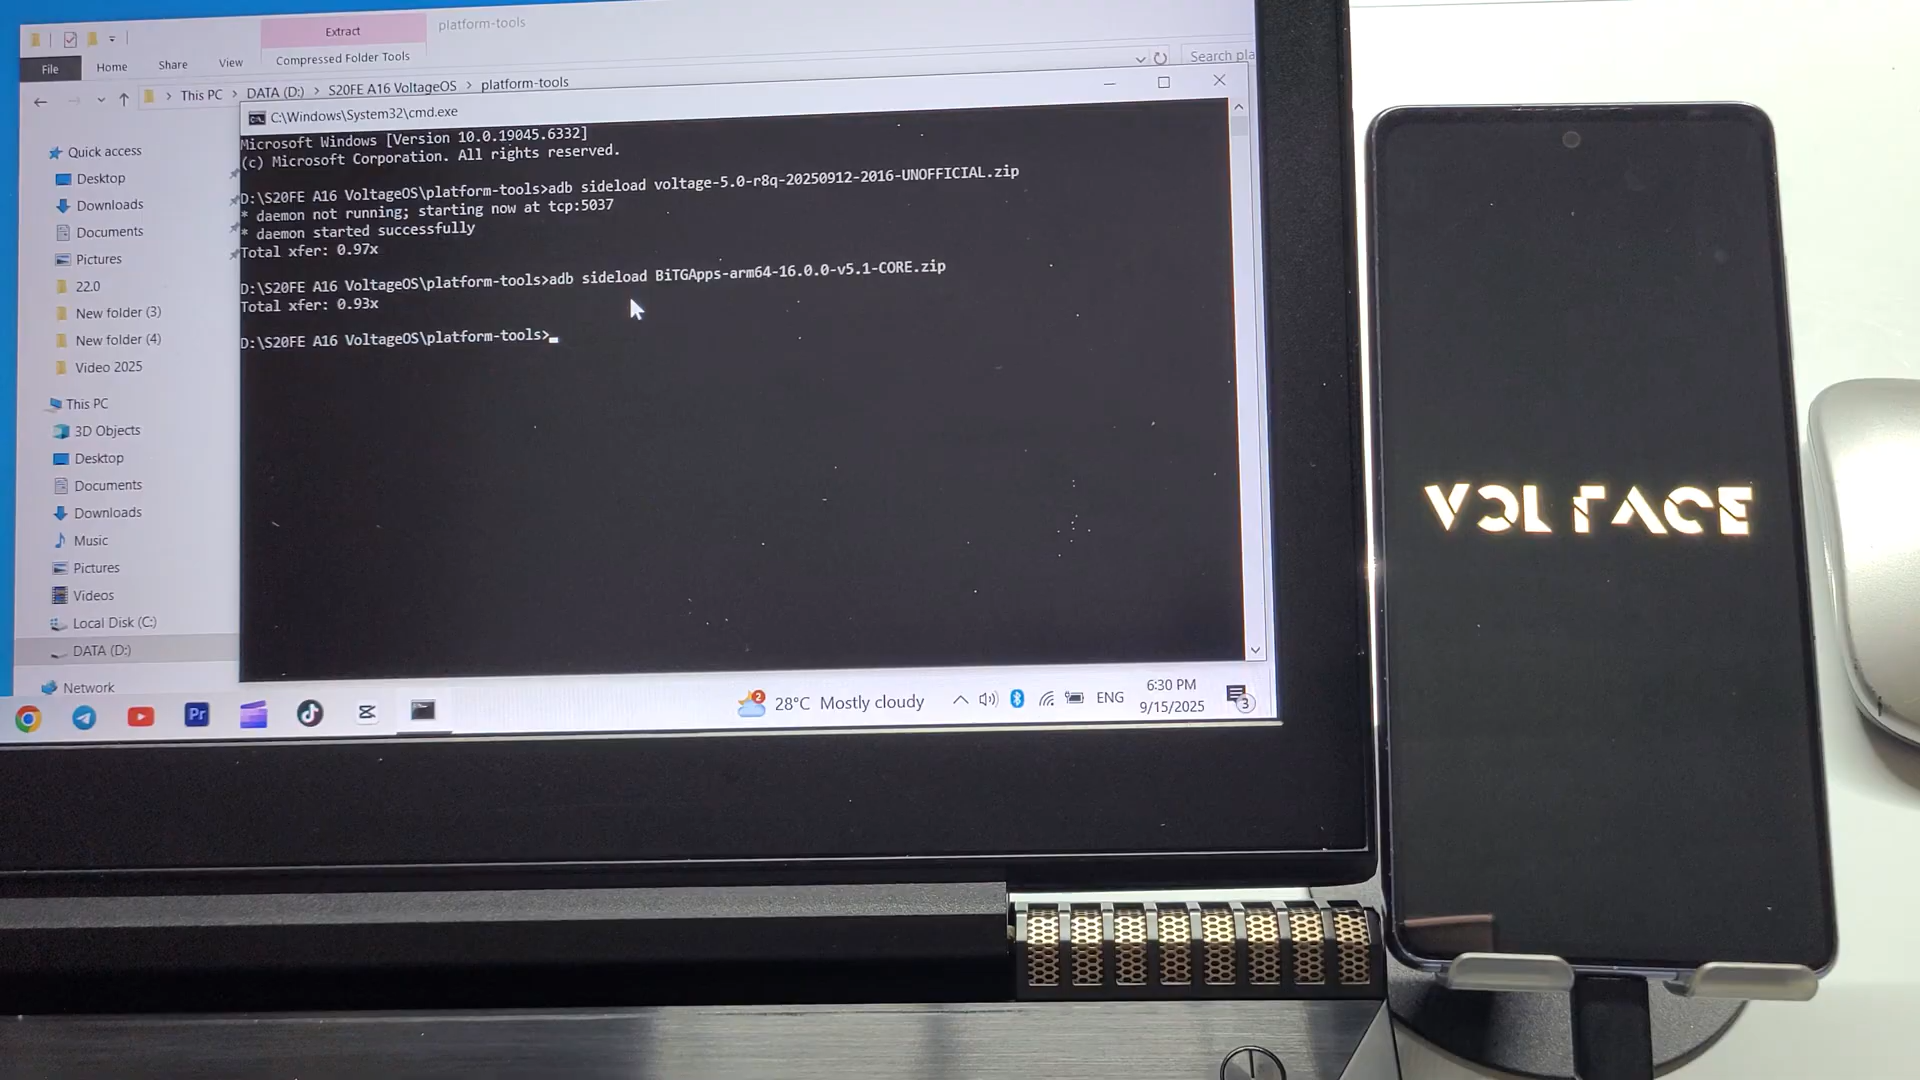 Extract
platform-tools
File
Home
Share
View
Compressed Folder Tools
This PC
DATA (D:)
S20FE A16 VoltageOS
platform-tools
Search pla
C:\Windows\System32\cmd.exe
Microsoft Windows [Version 10.0.19045.6332]
(c) Microsoft Corporation. All rights reserved.
D:\S20FE A16 VoltageOS\platform-tools>adb sideload voltage-5.0-r8q-20250912-2016-UNOFFICIAL.zip
* daemon not running; starting now at tcp:5037
* daemon started successfully
Total xfer: 0.97x
D:\S20FE A16 VoltageOS\platform-tools>adb sideload BiTGApps-arm64-16.0.0-v5.1-CORE.zip
Total xfer: 0.93x
D:\S20FE A16 VoltageOS\platform-tools>
Quick access
Desktop
Downloads
Documents
Pictures
22.0
New folder (3)
New folder (4)
Video 2025
This PC
3D Objects
Desktop
Documents
Downloads
Music
Pictures
Videos
Local Disk (C:)
DATA (D:)
Network
Pr
2
28°C Mostly cloudy
ENG
6:30 PM
9/15/2025
3
VOLTAGE